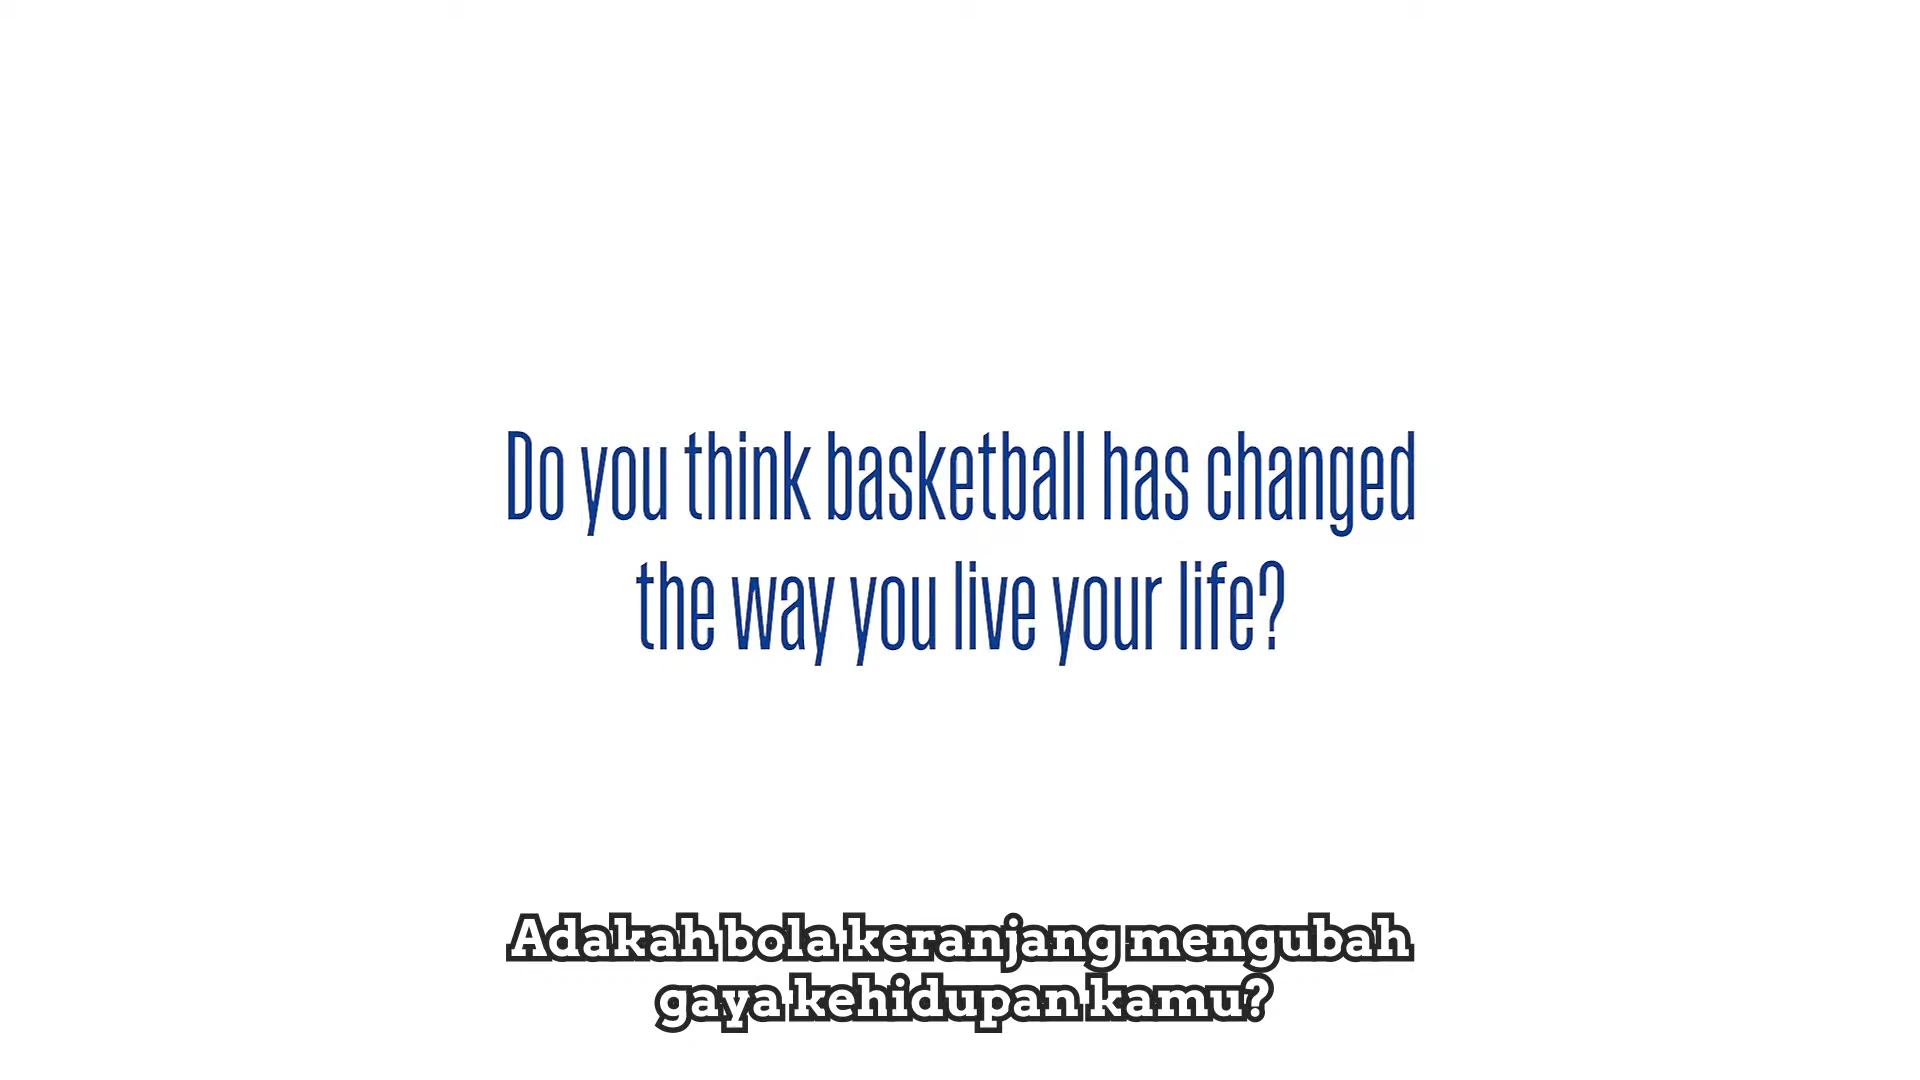 Do you think basketball has changed
the way you live your life?
Adakah bola keranjang mengubah
gaya kehidupan kamu?